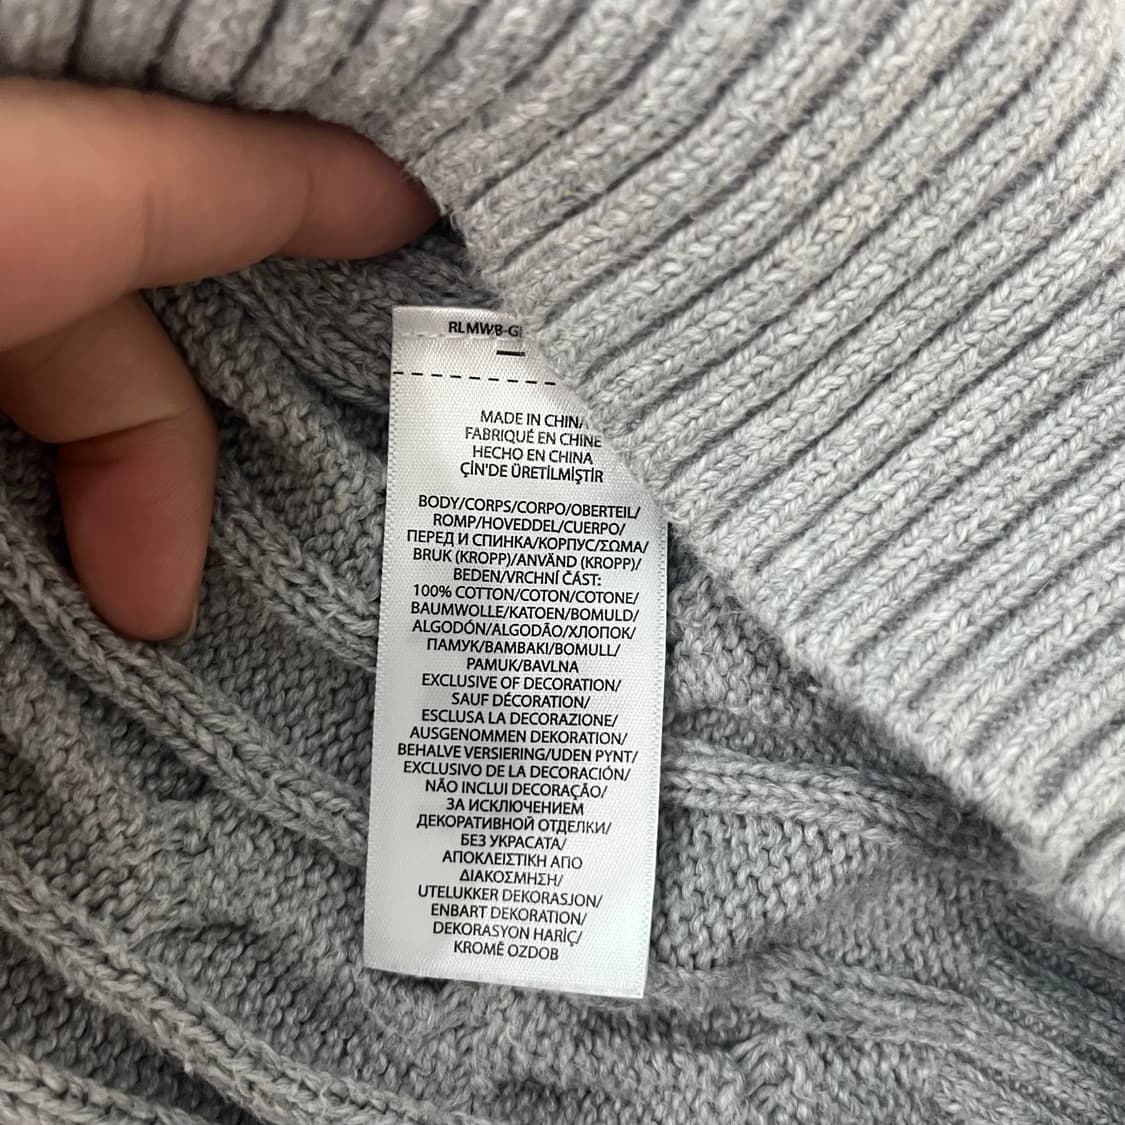 RLMWB-G
MADE IN CHINA
FABRIQUÉ EN CHINE
HECHO EN CHINA
ÇİN'DE ÜRETİLMİŞTİR
BODY/CORPS/CORPO/OBERTEIL/
ROMP/HOVEDDEL/CUERPO/
ПЕРЕД И СПИНКА/КОРПУС/ΣΩΜΑ/
BRUK (KROPP)/ANVÄND (KROPP)/
BEDEN/VRCHNÍ ČÁST:
100% COTTON/COTON/COTONE/
BAUMWOLLE/KATOEN/BOMULD/
ALGODÓN/ALGODÃO/ХЛОПОК/
ПАМУК/BAMBAKI/BOMULL/
PAMUK/BAVLNA
EXCLUSIVE OF DECORATION/
SAUF DÉCORATION/
ESCLUSA LA DECORAZIONE/
AUSGENOMMEN DEKORATION/
BEHALVE VERSIERING/UDEN PYNT/
EXCLUSIVO DE LA DECORACIÓN/
NÃO INCLUI DECORAÇÃO/
ЗА ИСКЛЮЧЕНИЕМ
ДЕКОРАТИВНОЙ ОТДЕЛКИ/
БЕЗ УКРАСАТА/
ΑΠΟΚΛΕΙΣΤΙΚΗ ΑΠΟ
ΔΙΑΚΟΣΜΗΣΗ/
UTELUKKER DEKORASJON/
ENBART DEKORATION/
DEKORASYON HARİÇ/
KROMĚ OZDOB